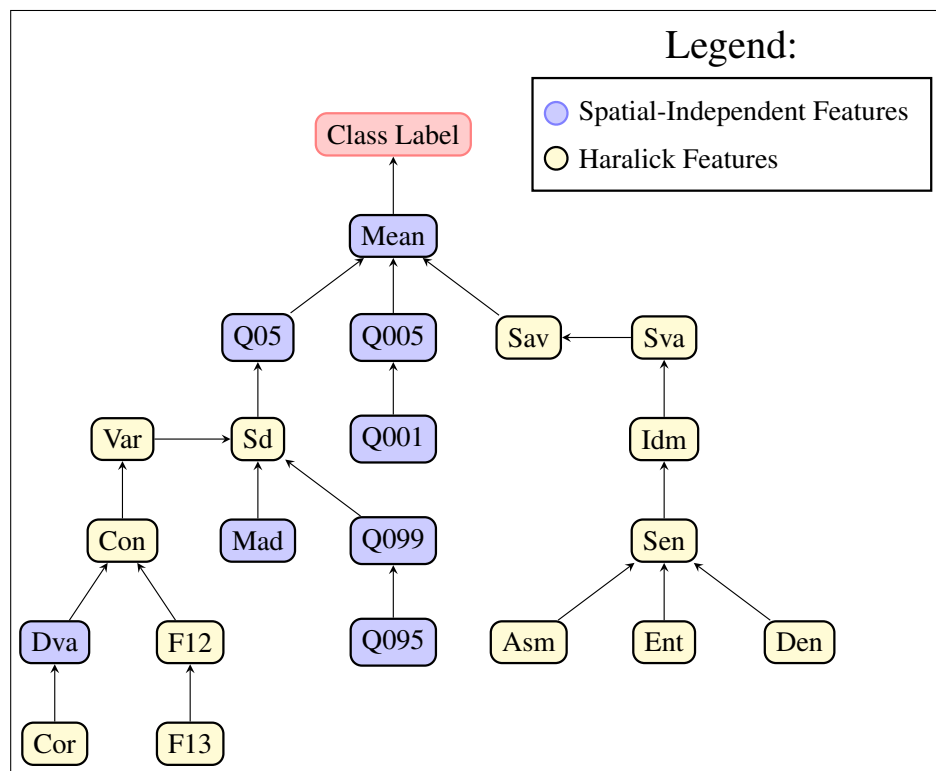 Legend:
Spatial-Independent Features
Haralick Features
Class Label
Mean
Q05
Q005
Sav
Sva
Var
Sd
Q001
Idm
Con
Mad
Q099
Sen
Dva
F12
Q095
Asm
Ent
Den
Cor
F13